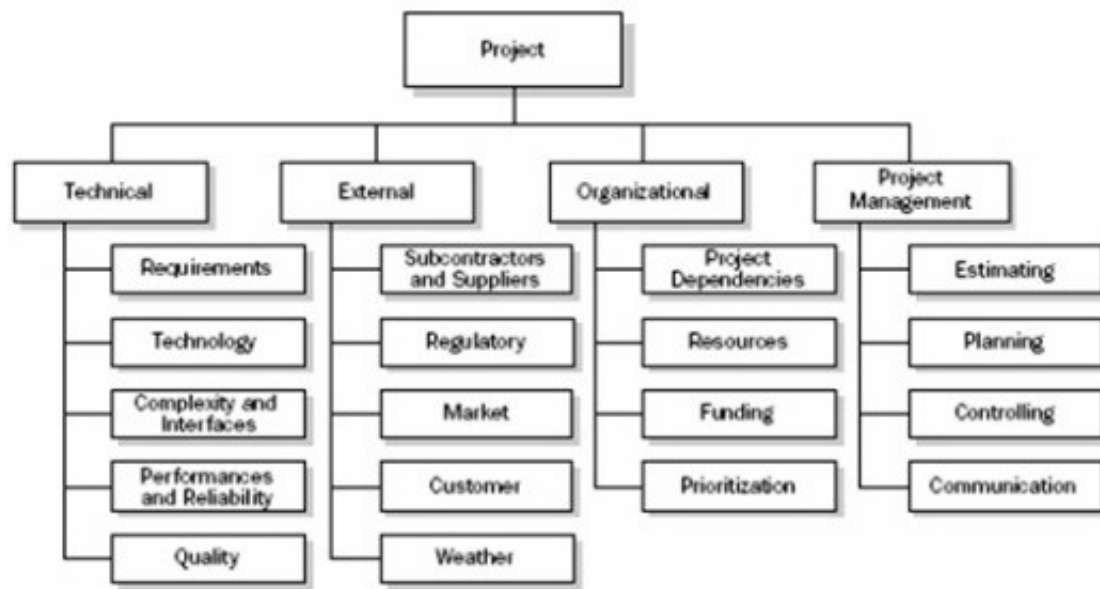 Project
Technical
External
Organizational
Project
Management
Requirements
Technology
Complexity and
Interfaces
Performances
and Reliability
Quality
Subcontractors
and Suppliers
Regulatory
Market
Customer
Weather
Project
Dependencies
Resources
Funding
Prioritization
Estimating
Planning
Controlling
Communication